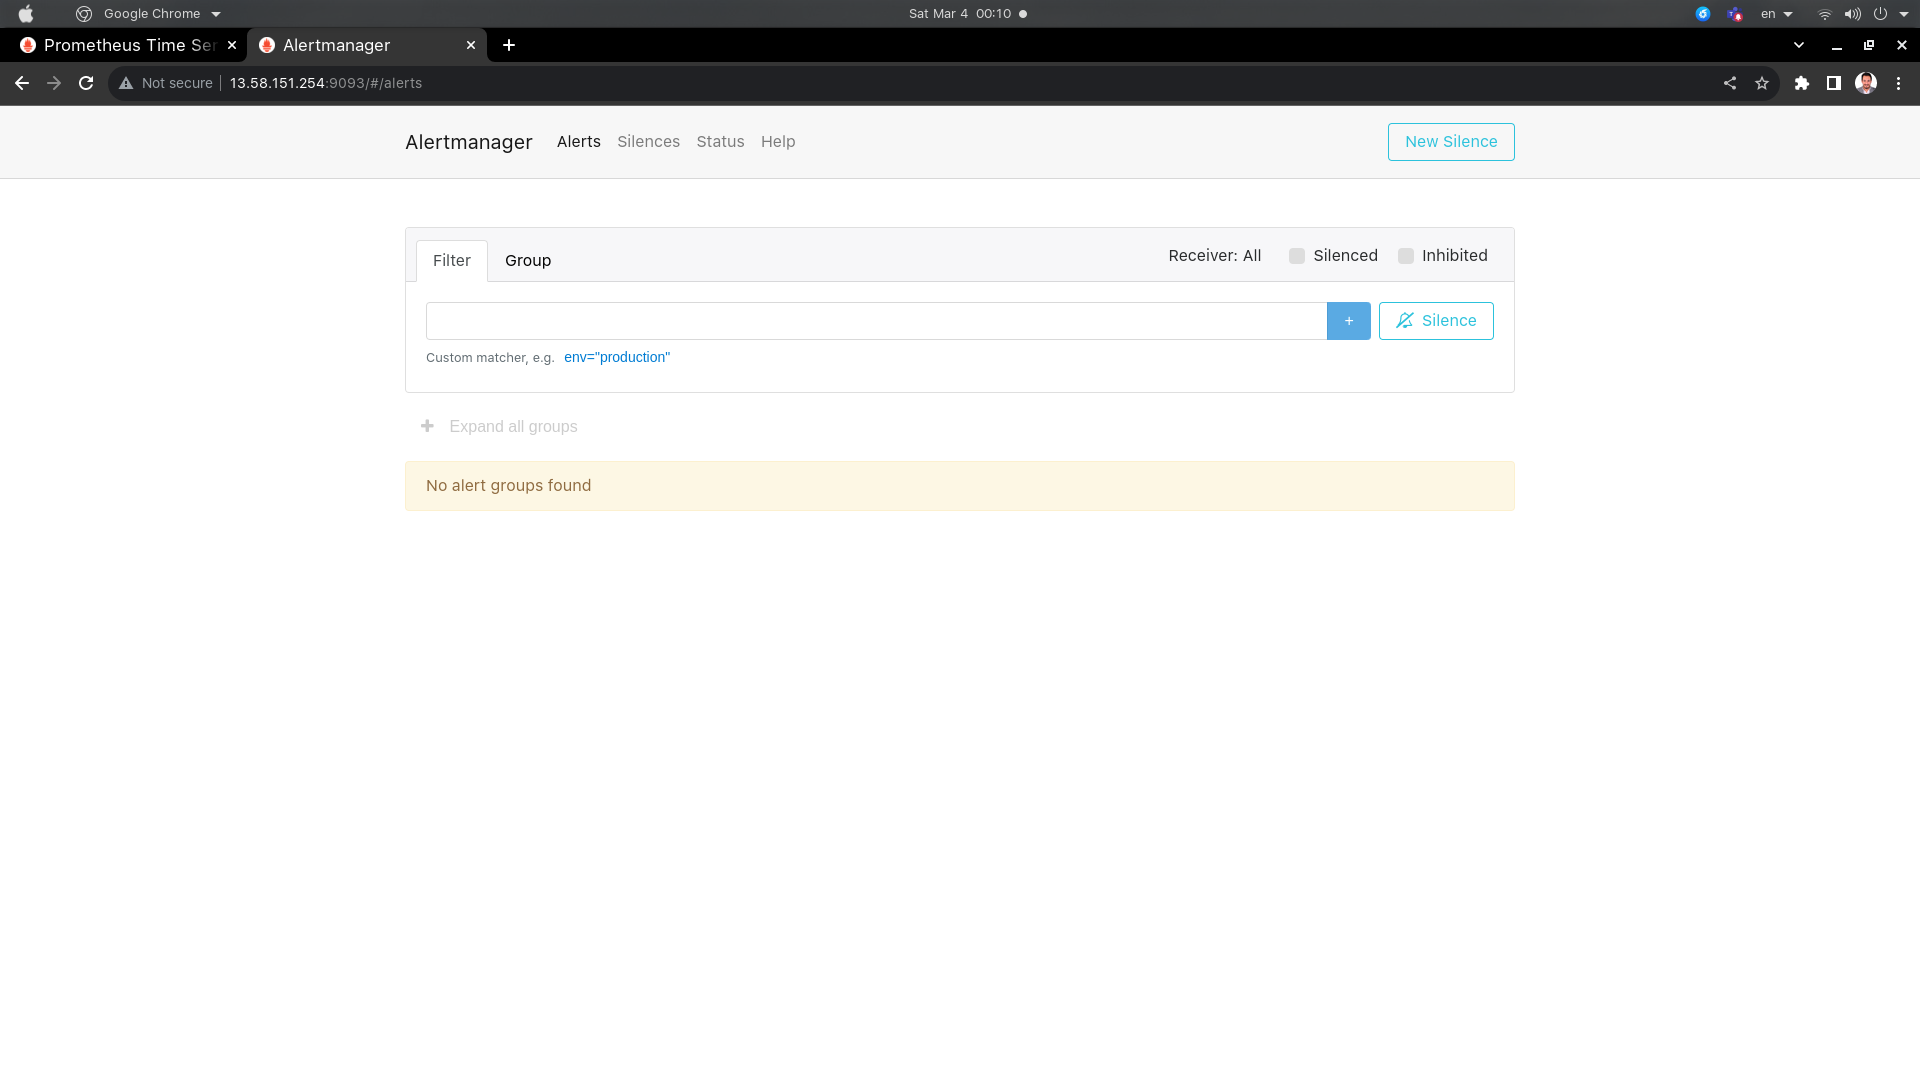 Google Chrome
Sat Mar 4 00:10
en
Prometheus Time Ser
Alertmanager
Not secure
13.58.151.254:9093/#/alerts
Alertmanager
Alerts
Silences
Status
Help
New Silence
Filter
Group
Receiver: All
Silenced
Inhibited
+
Silence
Custom matcher, e.g. env="production"
+ Expand all groups
No alert groups found